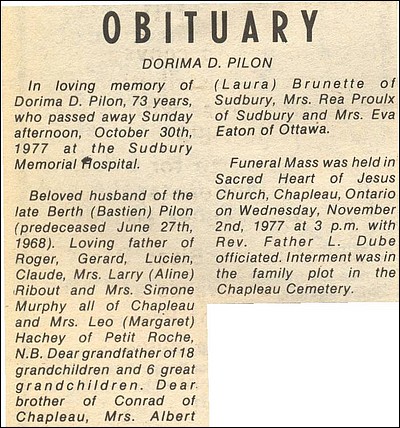 OBITUARY
DORIMA D. PILON
In loving memory of
Dorima D. Pilon, 73 years,
who passed away Sunday
afternoon, October 30th,
1977 at the Sudbury
Memorial Hospital.
Beloved husband of the
late Berth (Bastien) Pilon
(predeceased June 27th,
1968). Loving father of
Roger, Gerard, Lucien,
Claude, Mrs. Larry (Aline)
Ribout and Mrs. Simone
Murphy all of Chapleau
and Mrs. Leo (Margaret)
Hachey of Petit Roche,
N.B. Dear grandfather of 18
grandchildren and 6 great
grandchildren. Dear
brother of Conrad of
Chapleau, Mrs. Albert
(Laura) Brunette of
Sudbury, Mrs. Rea Proulx
of Sudbury and Mrs. Eva
Eaton of Ottawa.
Funeral Mass was held in
Sacred Heart of Jesus
Church, Chapleau, Ontario
on Wednesday, November
2nd, 1977 at 3 p.m. with
Rev. Father L. Dube
officiated. Interment was in
the family plot in the
Chapleau Cemetery.